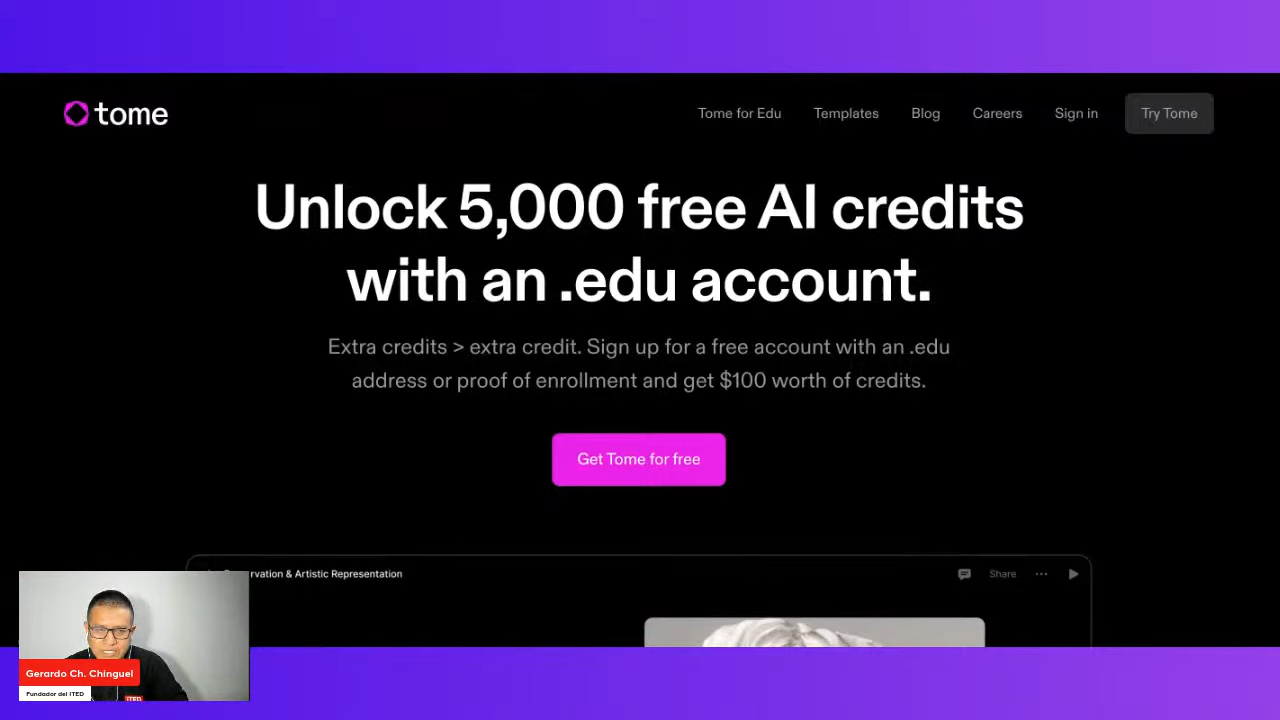 tome
Tome for Edu Templates Blog Careers Sign in Try Tome
Unlock 5,000 free AI credits
with an .edu account.
Extra credits > extra credit. Sign up for a free account with an .edu
address or proof of enrollment and get $100 worth of credits.
Get Tome for free
& Artistic Representation
Share
Gerardo Ch. Chinguel
Fundador del ITED
ITED